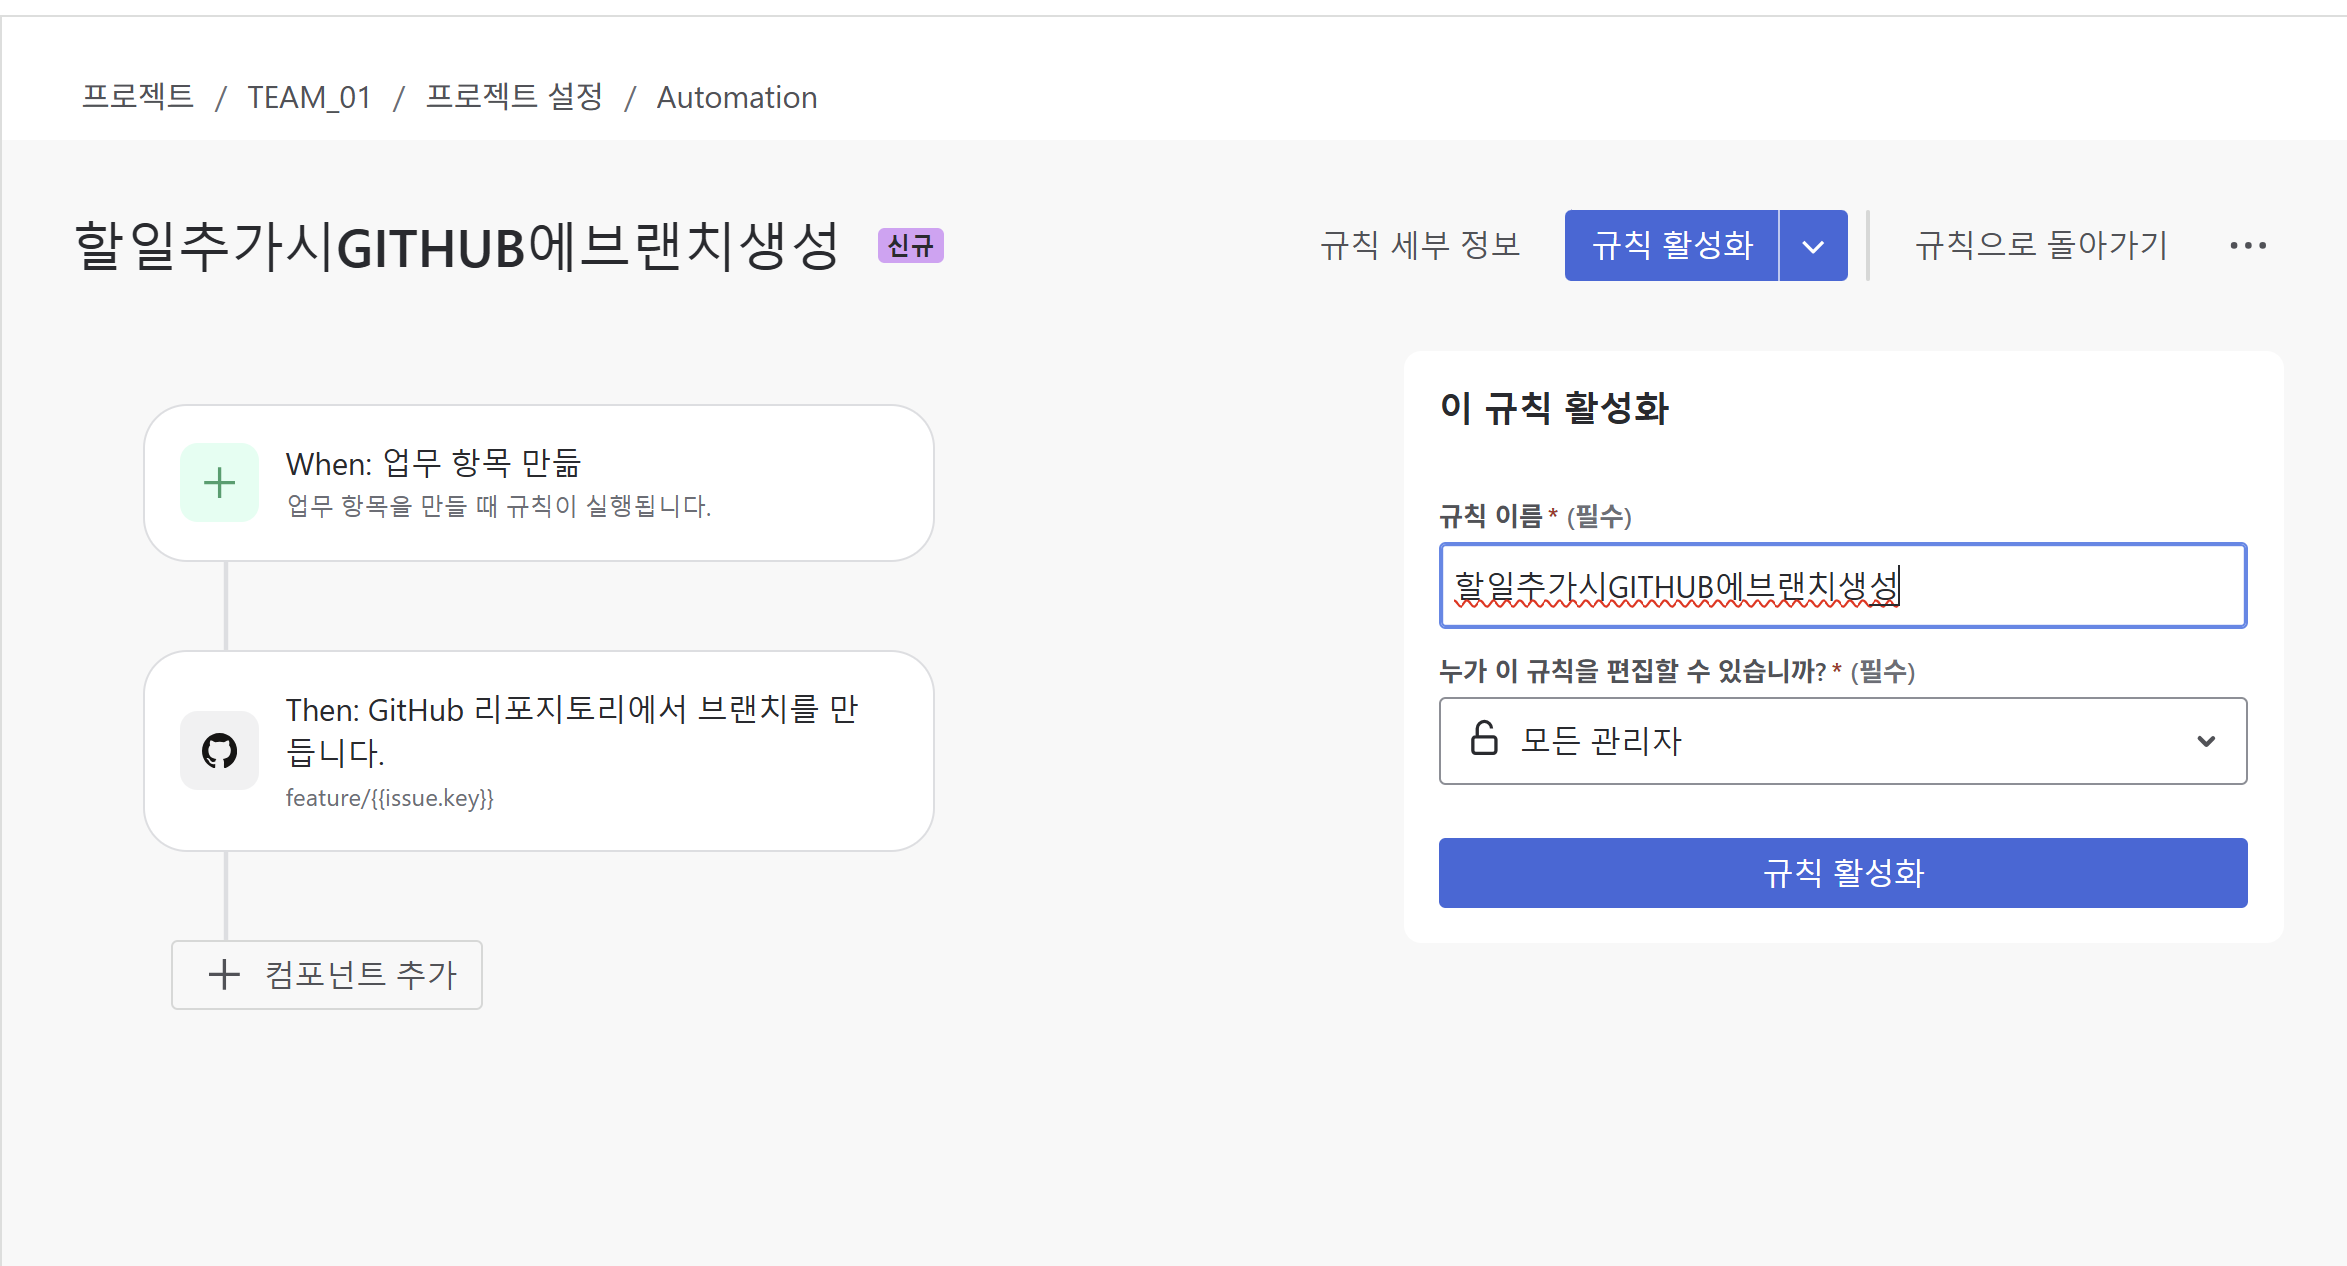 프로젝트 / TEAM_01 / 프로젝트 설정 / Automation
할일추가시GITHUB에브랜치생성 신규
규칙 세부 정보 규칙 활성화 규칙으로 돌아가기
When: 업무 항목 만듦
업무 항목을 만들 때 규칙이 실행됩니다.
Then: GitHub 리포지토리에서 브랜치를 만
듭니다.
feature/{{issue.key}}
컴포넌트 추가
이 규칙 활성화
규칙 이름* (필수)
할일추가시GITHUB에브랜치생성
누가 이 규칙을 편집할 수 있습니까?* (필수)
모든 관리자
규칙 활성화